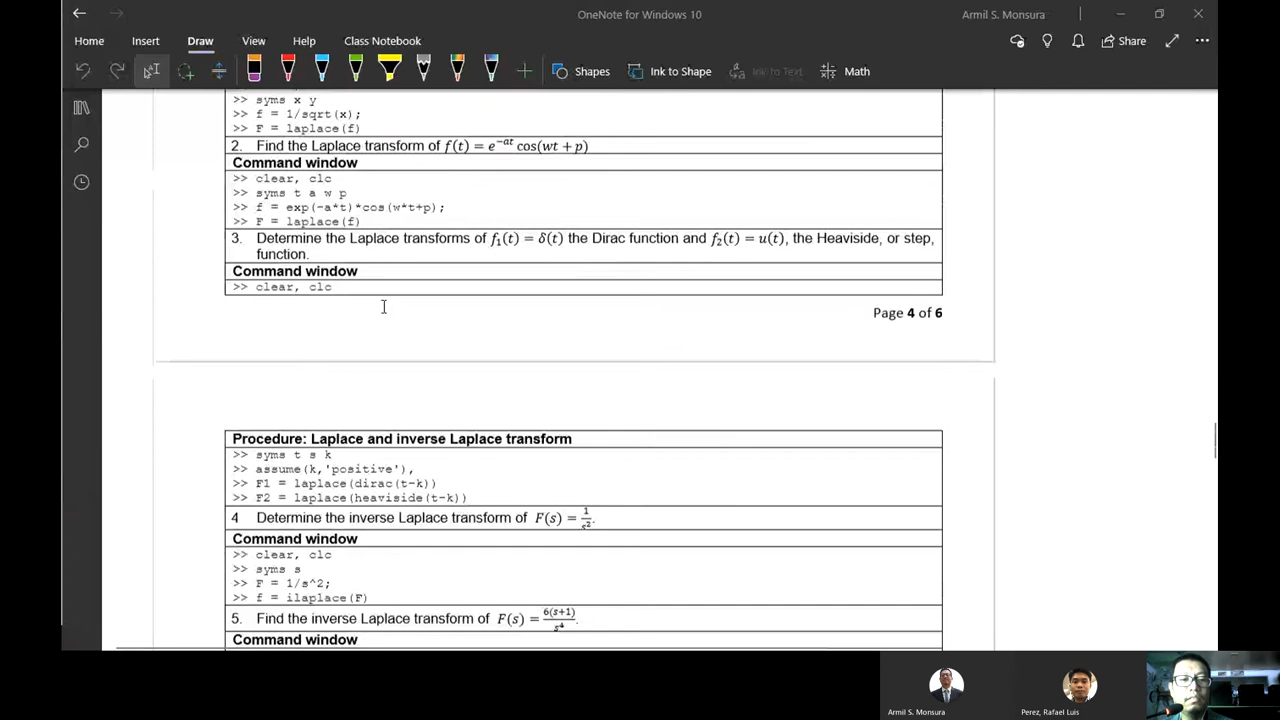 OneNote for Windows 10
Armil S. Monsura
Home Insert Draw View Help Class Notebook
Share
Shapes Ink to Shape Ink to Text Math
>> syms x y
>> f = 1/sqrt(x);
>> F = laplace(f)
2. Find the Laplace transform of f(t) = e^{-at} cos(wt + p)
Command window
>> clear, clc
>> syms t a w p
>> f = exp(-a*t)*cos(w*t+p);
>> F = laplace(f)
3. Determine the Laplace transforms of f₁(t) = δ(t) the Dirac function and f₂(t) = u(t), the Heaviside, or step,
function.
Command window
>> clear, clc
Page 4 of 6
Procedure: Laplace and inverse Laplace transform
>> syms t s k
>> assume(k,'positive'),
>> F1 = laplace(dirac(t-k))
>> F2 = laplace(heaviside(t-k))
4 Determine the inverse Laplace transform of F(s) = 1/s².
Command window
>> clear, clc
>> syms s
>> F = 1/s^2;
>> f = ilaplace(F)
5. Find the inverse Laplace transform of F(s) = 6(s+1)/s⁴.
Command window
Armil S. Monsura
Perez, Rafael Luis